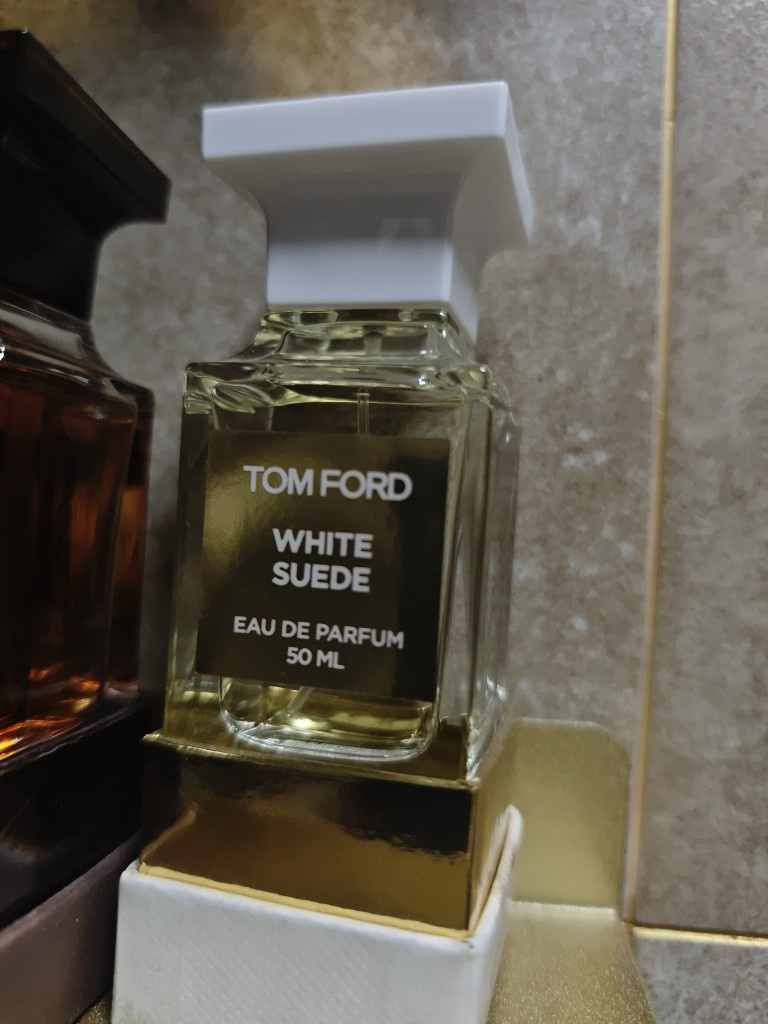 TOM FORD
WHITE
SUEDE
EAU DE PARFUM
50 ML